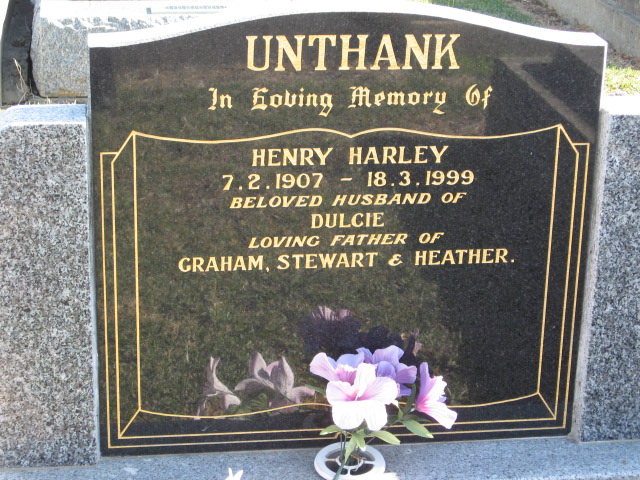 UNTHANK
In Loving Memory Of
HENRY HARLEY
7.2.1907 - 18.3.1999
BELOVED HUSBAND OF
DULCIE
LOVING FATHER OF
GRAHAM, STEWART & HEATHER.